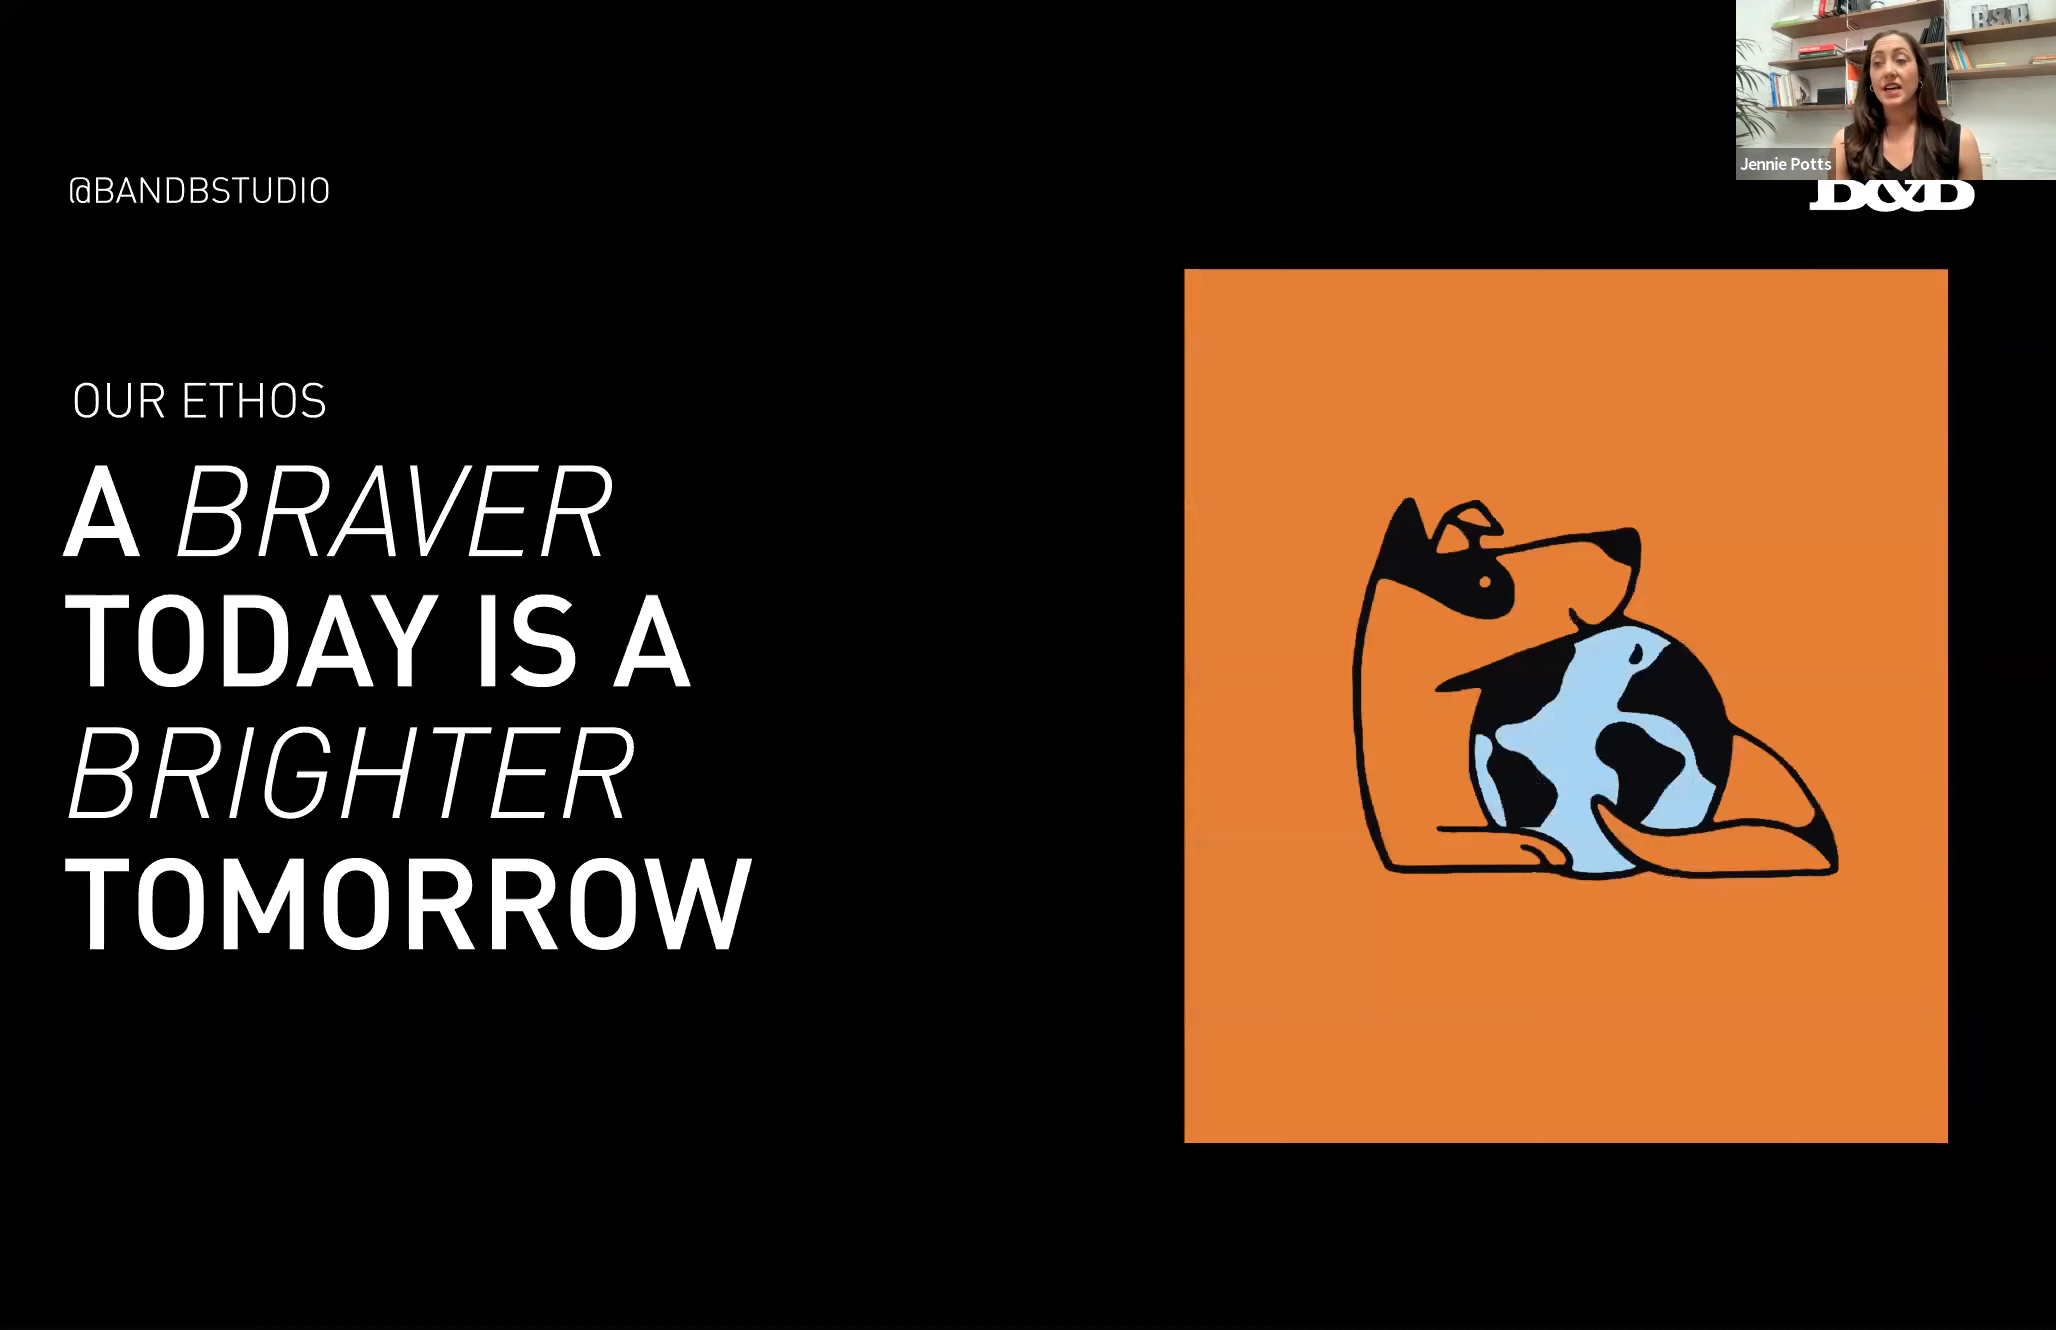 @BANDBSTUDIO
Jennie Potts
B&B
OUR ETHOS
A BRAVER
TODAY IS A
BRIGHTER
TOMORROW